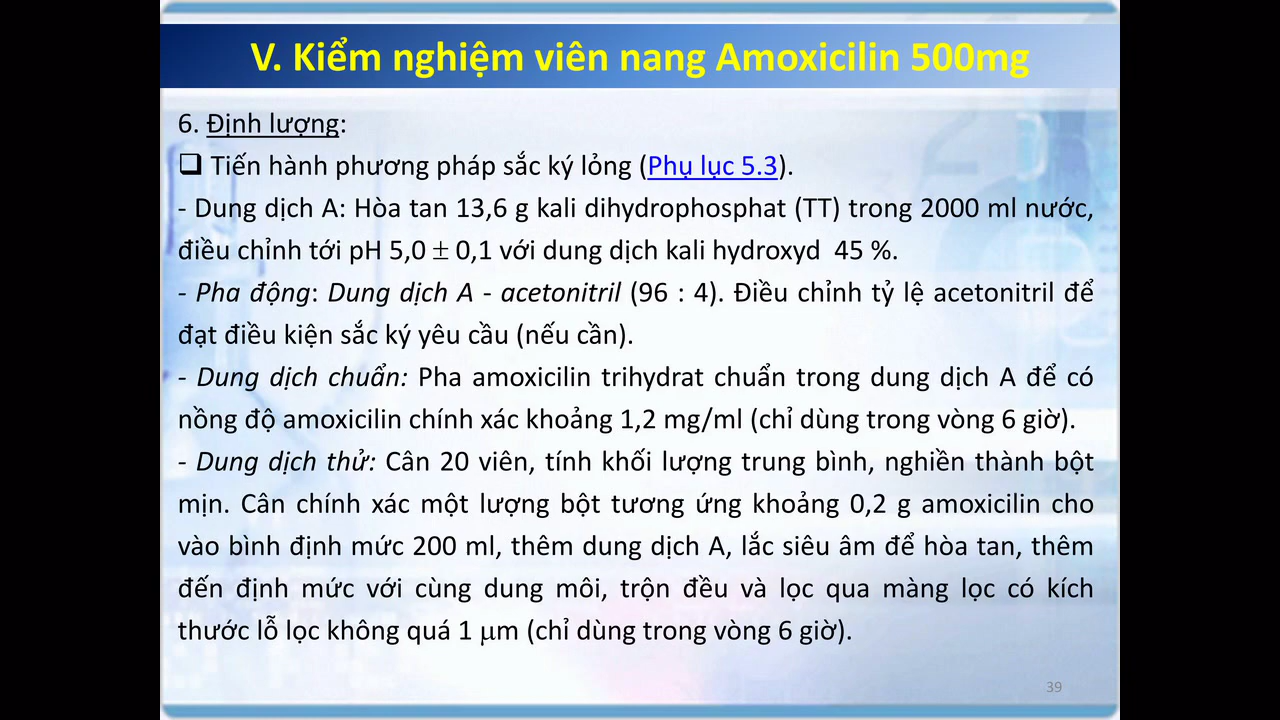 V. Kiểm nghiệm viên nang Amoxicilin 500mg
6. Định lượng:
❑ Tiến hành phương pháp sắc ký lỏng (Phụ lục 5.3).
- Dung dịch A: Hòa tan 13,6 g kali dihydrophosphat (TT) trong 2000 ml nước,
điều chỉnh tới pH 5,0 ± 0,1 với dung dịch kali hydroxyd 45 %.
- Pha động: Dung dịch A - acetonitril (96 : 4). Điều chỉnh tỷ lệ acetonitril để
đạt điều kiện sắc ký yêu cầu (nếu cần).
- Dung dịch chuẩn: Pha amoxicilin trihydrat chuẩn trong dung dịch A để có
nồng độ amoxicilin chính xác khoảng 1,2 mg/ml (chỉ dùng trong vòng 6 giờ).
- Dung dịch thử: Cân 20 viên, tính khối lượng trung bình, nghiền thành bột
mịn. Cân chính xác một lượng bột tương ứng khoảng 0,2 g amoxicilin cho
vào bình định mức 200 ml, thêm dung dịch A, lắc siêu âm để hòa tan, thêm
đến định mức với cùng dung môi, trộn đều và lọc qua màng lọc có kích
thước lỗ lọc không quá 1 μm (chỉ dùng trong vòng 6 giờ).
39